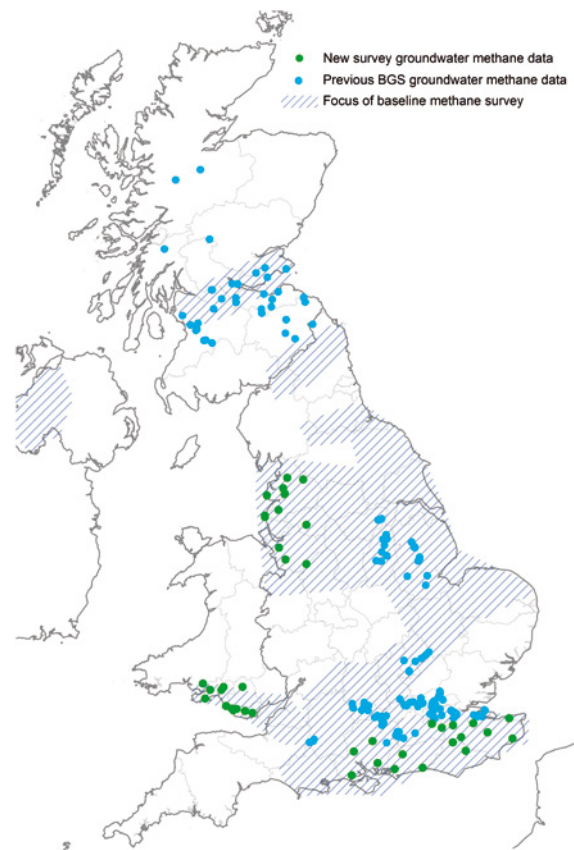 New survey groundwater methane data
Previous BGS groundwater methane data
Focus of baseline methane survey